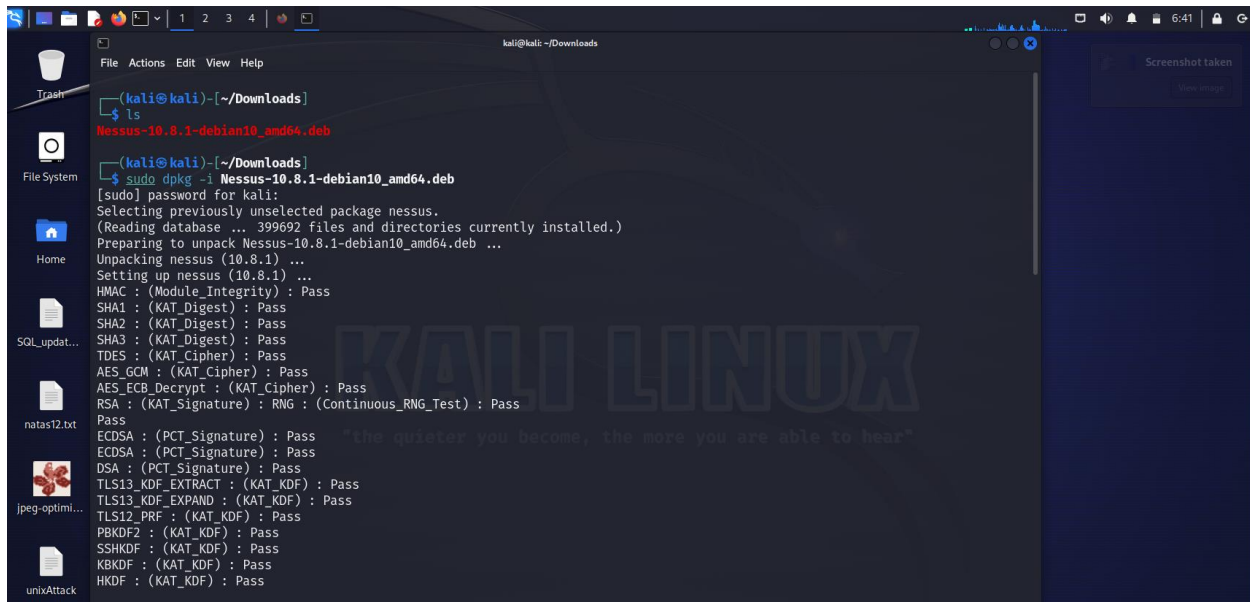 1 2 3 4
6:41
kali@kali: ~/Downloads
File Actions Edit View Help
Screenshot taken
View image
Trash
File System
Home
SQL_updat...
natas12.txt
jpeg-optimi...
unixAttack
┌──(kali㉿kali)-[~/Downloads]
└─$ ls
Nessus-10.8.1-debian10_amd64.deb
┌──(kali㉿kali)-[~/Downloads]
└─$ sudo dpkg -i Nessus-10.8.1-debian10_amd64.deb
[sudo] password for kali:
Selecting previously unselected package nessus.
(Reading database ... 399692 files and directories currently installed.)
Preparing to unpack Nessus-10.8.1-debian10_amd64.deb ...
Unpacking nessus (10.8.1) ...
Setting up nessus (10.8.1) ...
HMAC : (Module_Integrity) : Pass
SHA1 : (KAT_Digest) : Pass
SHA2 : (KAT_Digest) : Pass
SHA3 : (KAT_Digest) : Pass
TDES : (KAT_Cipher) : Pass
AES_GCM : (KAT_Cipher) : Pass
AES_ECB_Decrypt : (KAT_Cipher) : Pass
RSA : (KAT_Signature) : RNG : (Continuous_RNG_Test) : Pass
Pass
ECDSA : (PCT_Signature) : Pass
ECDSA : (PCT_Signature) : Pass
DSA : (PCT_Signature) : Pass
TLS13_KDF_EXTRACT : (KAT_KDF) : Pass
TLS13_KDF_EXPAND : (KAT_KDF) : Pass
TLS12_PRF : (KAT_KDF) : Pass
PBKDF2 : (KAT_KDF) : Pass
SSHKDF : (KAT_KDF) : Pass
KBKDF : (KAT_KDF) : Pass
HKDF : (KAT_KDF) : Pass
KALI LINUX
"the quieter you become, the more you are able to hear"